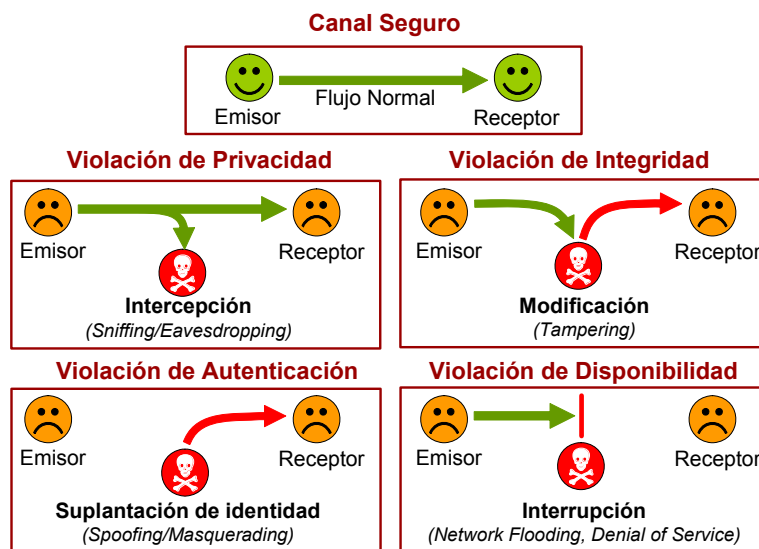 Canal Seguro
Flujo Normal
Emisor
Receptor
Violación de Privacidad
Emisor
Receptor
Intercepción
(Sniffing/Eavesdropping)
Violación de Integridad
Emisor
Receptor
Modificación
(Tampering)
Violación de Autenticación
Emisor
Receptor
Suplantación de identidad
(Spoofing/Masquerading)
Violación de Disponibilidad
Emisor
Receptor
Interrupción
(Network Flooding, Denial of Service)